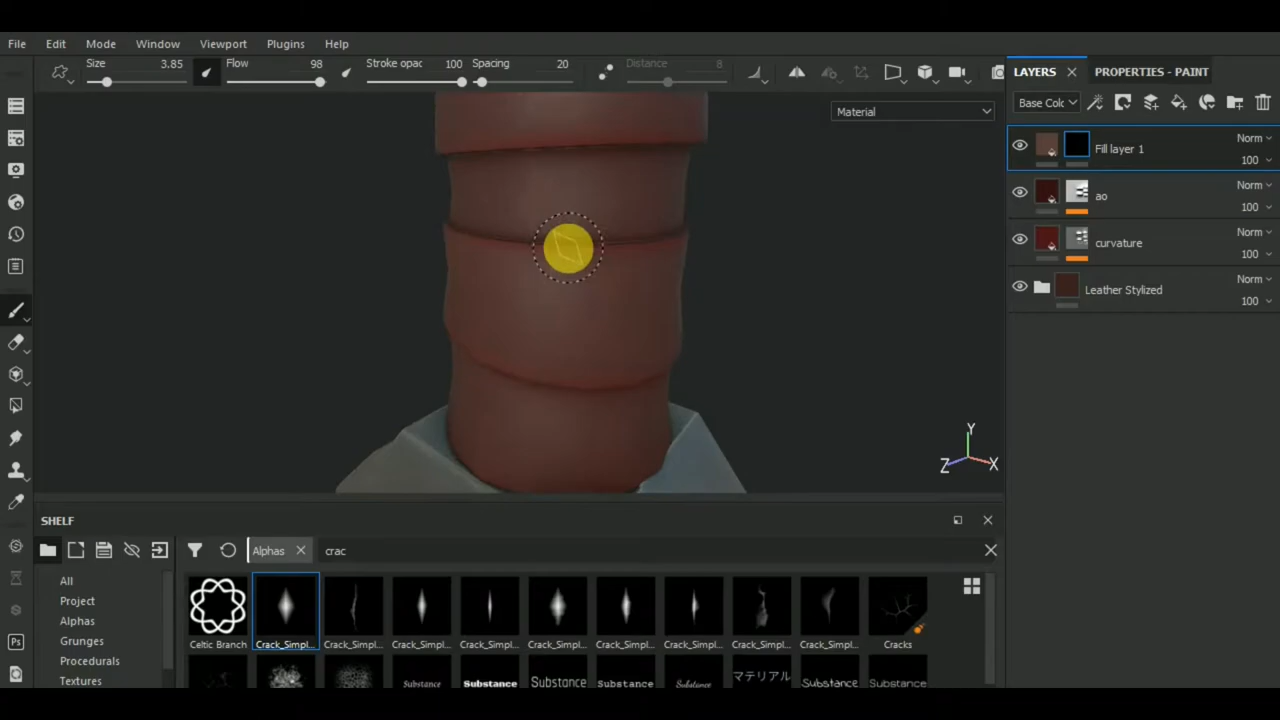 File Edit Mode Window Viewport Plugins Help
Size 3.85 Flow 98 Stroke opac 100 Spacing 20 Distance 8
LAYERS PROPERTIES - PAINT
Base Colc
Material
Fill layer 1 Norm 100
ao Norm 100
curvature Norm 100
Leather Stylized Norm 100
Y
Z X
SHELF
Alphas crac
All
Project
Alphas
Grunges
Procedurals
Textures
Celtic Branch Crack_Simpl... Crack_Simpl... Crack_Simpl... Crack_Simpl... Crack_Simpl... Crack_Simpl... Crack_Simpl... Crack_Simpl... Crack_Simpl... Cracks
Substance Substance Substance Substance Substance マテリアル Substance Substance
Ps